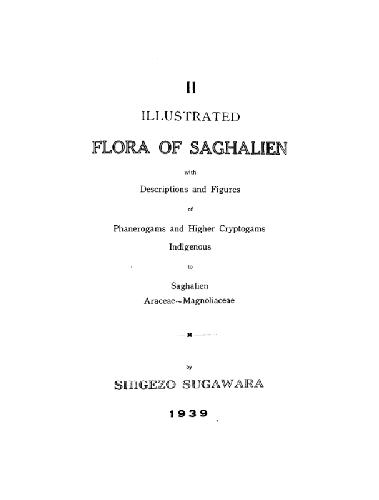 II
ILLUSTRATED
FLORA OF SAGHALIEN
with
Descriptions and Figures
of
Phanerogams and Higher Cryptogams
Indigenous
to
Saghalien
Araceae—Magnoliaceae
by
SHIGEZO SUGAWARA
1939